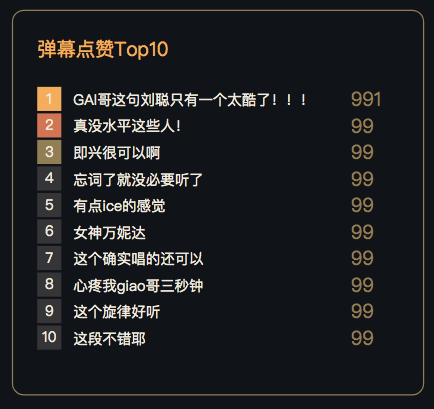 弹幕点赞Top10
1 GAI哥这句刘聪只有一个太酷了！！！ 991
2 真没水平这些人！ 99
3 即兴很可以啊 99
4 忘词了就没必要听了 99
5 有点ice的感觉 99
6 女神万妮达 99
7 这个确实唱的还可以 99
8 心疼我giao哥三秒钟 99
9 这个旋律好听 99
10 这段不错耶 99